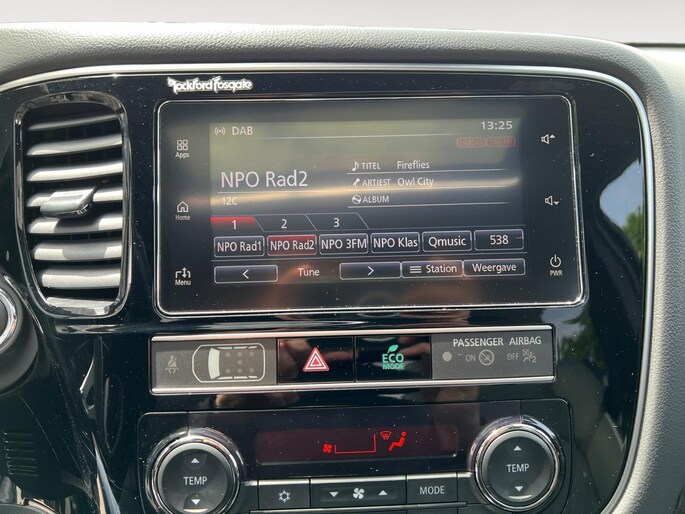 Rockford Fosgate
DAB 13:25
Apps
TITEL Fireflies
NPO Rad2
ARTIEST Owl City
Home
12C
ALBUM
1 2 3
NPO Rad1 NPO Rad2 NPO 3FM NPO Klas Qmusic 538
Menu
< Tune > Station Weergave
PWR
PASSENGER AIRBAG
ECO MODE
ON OFF
TEMP
TEMP
MODE